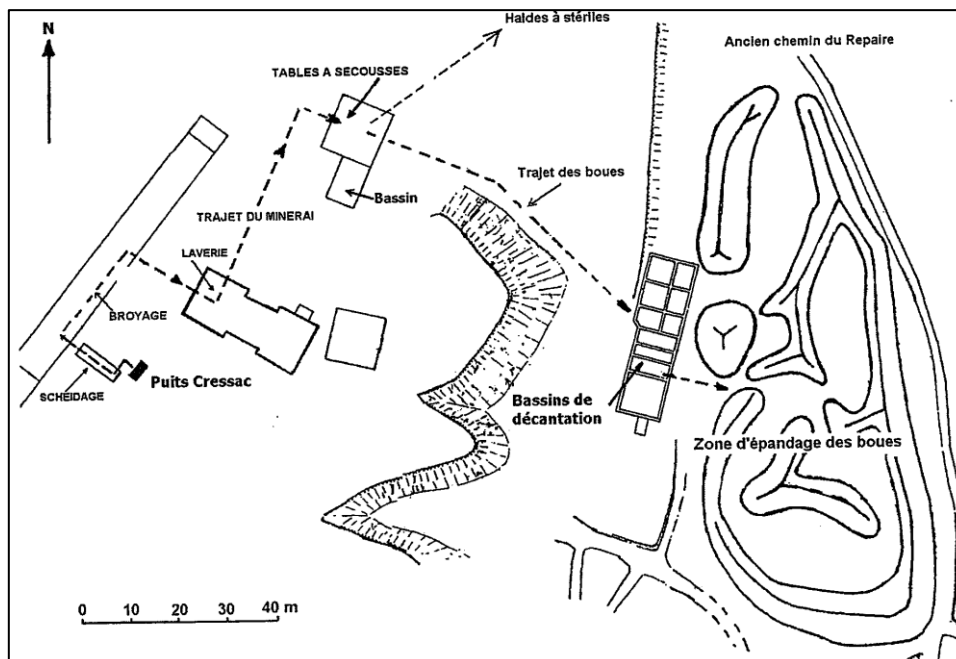 N
Haldes à stériles
Ancien chemin du Repaire
TABLES A SECOUSSES
Trajet des boues
Bassin
TRAJET DU MINERAI
LAVERIE
BROYAGE
Puits Cressac
SCHEIDAGE
Bassins de
décantation
Zone d'épandage des boues
0 10 20 30 40 m